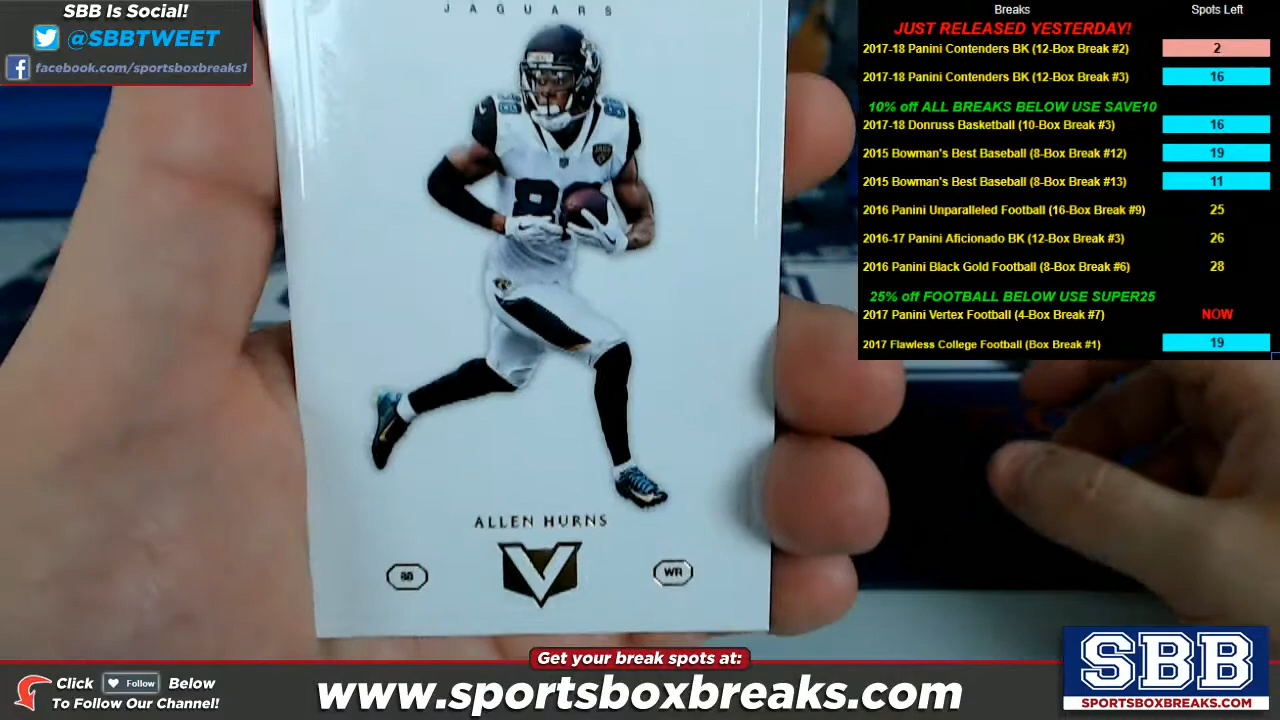 SBB Is Social!
@SBBTWEET
facebook.com/sportsboxbreaks1
JAGUARS
ALLEN HURNS
88
WR
Breaks Spots Left
JUST RELEASED YESTERDAY!
2017-18 Panini Contenders BK (12-Box Break #2) 2
2017-18 Panini Contenders BK (12-Box Break #3) 16
10% off ALL BREAKS BELOW USE SAVE10
2017-18 Donruss Basketball (10-Box Break #3) 16
2015 Bowman's Best Baseball (8-Box Break #12) 19
2015 Bowman's Best Baseball (8-Box Break #13) 11
2016 Panini Unparalleled Football (16-Box Break #9) 25
2016-17 Panini Aficionado BK (12-Box Break #3) 26
2016 Panini Black Gold Football (8-Box Break #6) 28
25% off FOOTBALL BELOW USE SUPER25
2017 Panini Vertex Football (4-Box Break #7) NOW
2017 Flawless College Football (Box Break #1) 19
Get your break spots at:
Click Follow Below
To Follow Our Channel!
www.sportsboxbreaks.com
SBB
SPORTSBOXBREAKS.COM